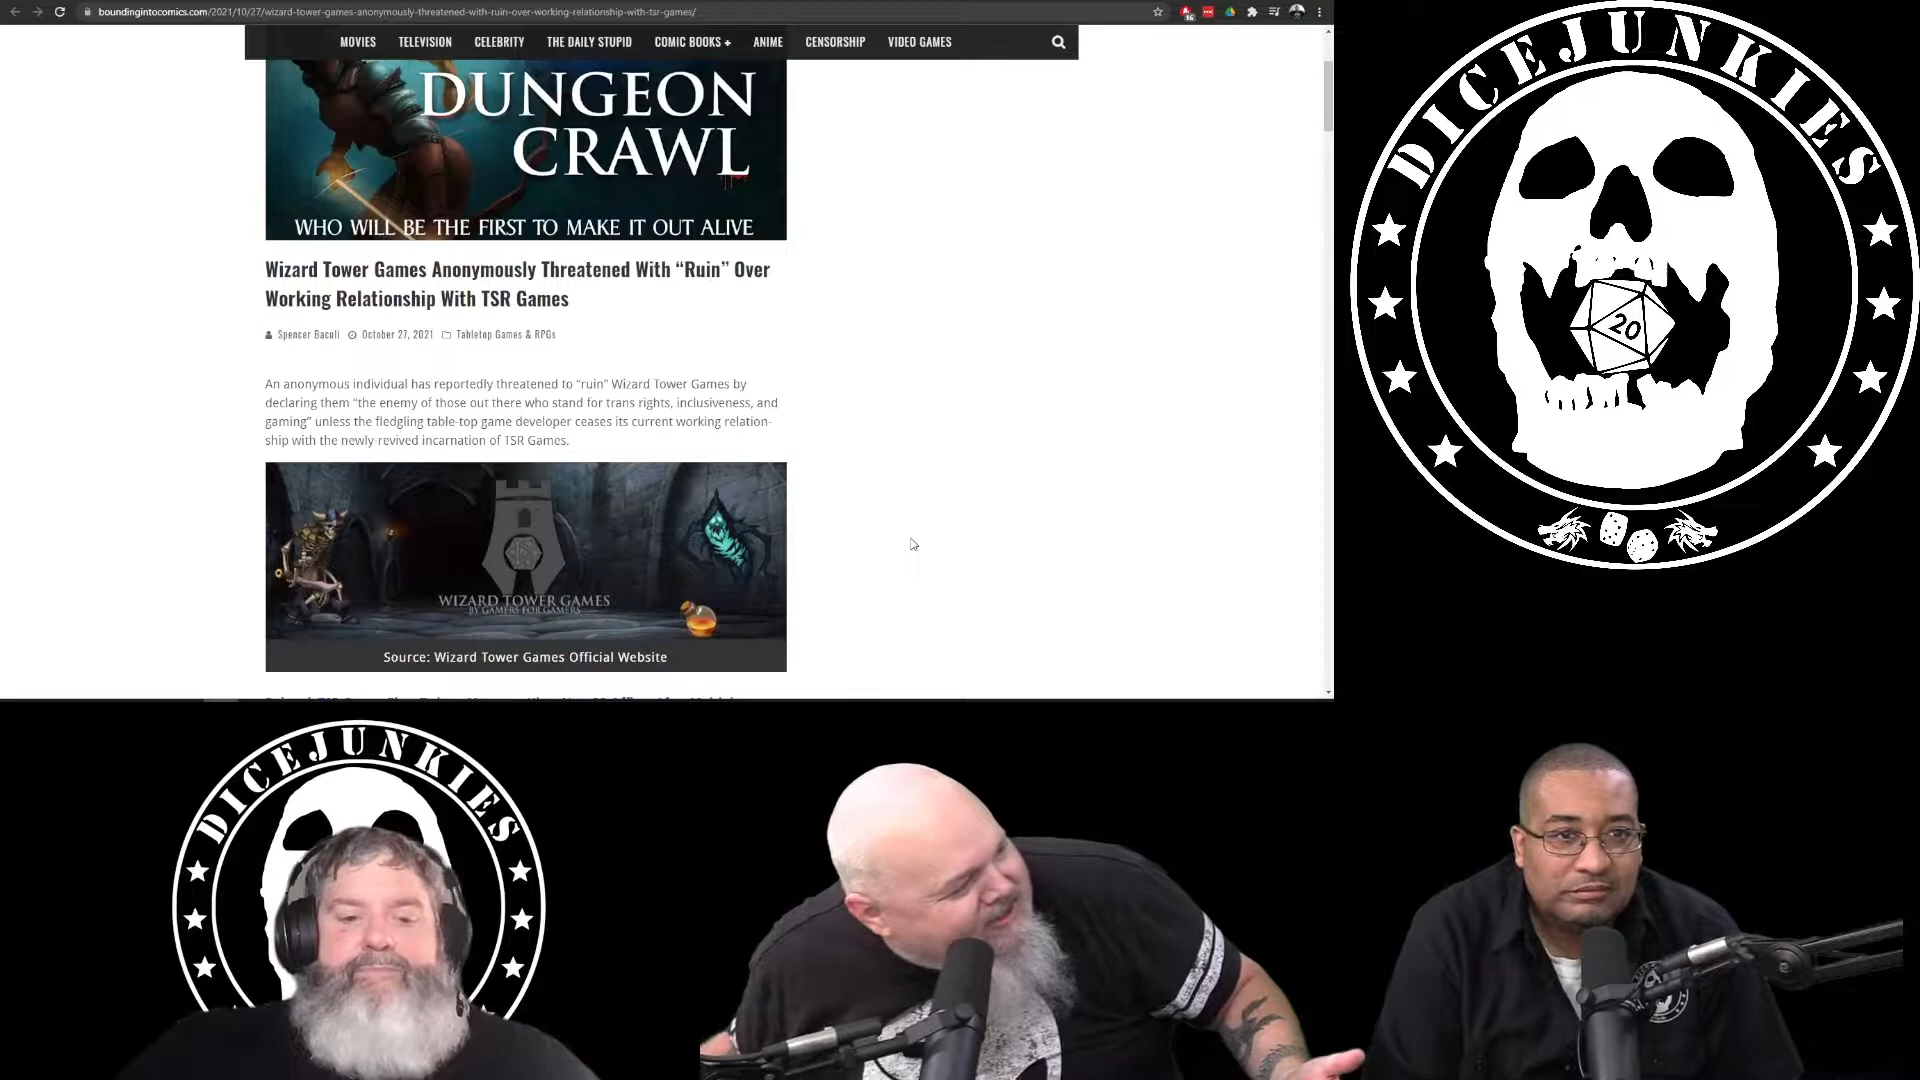 boundingintocomics.com/2021/10/27/wizard-tower-games-anonymously-threatened-with-ruin-over-working-relationship-with-tsr-games/
16
MOVIES TELEVISION CELEBRITY THE DAILY STUPID COMIC BOOKS + ANIME CENSORSHIP VIDEO GAMES
DUNGEON
CRAWL
WHO WILL BE THE FIRST TO MAKE IT OUT ALIVE
Wizard Tower Games Anonymously Threatened With “Ruin” Over
Working Relationship With TSR Games
Spencer Baculi October 27, 2021 Tabletop Games & RPGs
An anonymous individual has reportedly threatened to “ruin” Wizard Tower Games by
declaring them “the enemy of those out there who stand for trans rights, inclusiveness, and
gaming” unless the fledgling table-top game developer ceases its current working relation-
ship with the newly-revived incarnation of TSR Games.
WIZARD TOWER GAMES
BY GAMERS FOR GAMERS
Source: Wizard Tower Games Official Website
DICEJUNKIES
20
DICEJUNKIES